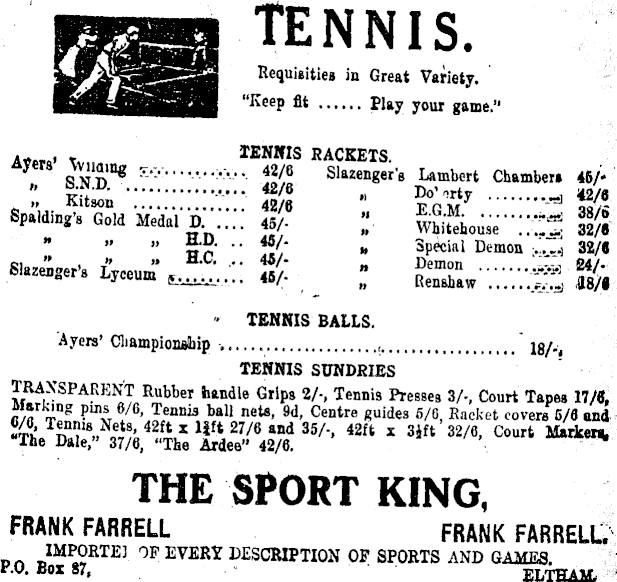 TENNIS.
Requisities in Great Variety.
"Keep fit ...... Play your game."
TENNIS RACKETS.
Ayers' Wilding ............ 42/6
„ S.N.D. ............... 42/6
„ Kitson ............... 42/6
Spalding's Gold Medal D. .... 45/-
„ „ „ H.D. .. 45/-
„ „ „ H.C. .. 45/-
Slazenger's Lyceum .......... 45/-
Slazenger's Lambert Chambers 45/-
„ Do'erty ........ 42/6
„ E.G.M. ......... 38/6
„ Whitehouse ..... 32/6
„ Special Demon .... 32/6
„ Demon ......... 24/-
„ Renshaw ......... 18/6
TENNIS BALLS.
Ayers' Championship ........................................ 18/-,
TENNIS SUNDRIES
TRANSPARENT Rubber handle Grips 2/-, Tennis Presses 3/-, Court Tapes 17/6,
Marking pins 6/6, Tennis ball nets, 9d, Centre guides 5/6, Racket covers 5/6 and
6/6, Tennis Nets, 42ft x 1½ft 27/6 and 35/-, 42ft x 3½ft 32/6, Court Markers,
"The Dale," 37/6, "The Ardee" 42/6.
THE SPORT KING,
FRANK FARRELL FRANK FARRELL.
IMPORTE] OF EVERY DESCRIPTION OF SPORTS AND GAMES.
P.O. Box 87, ELTHAM.